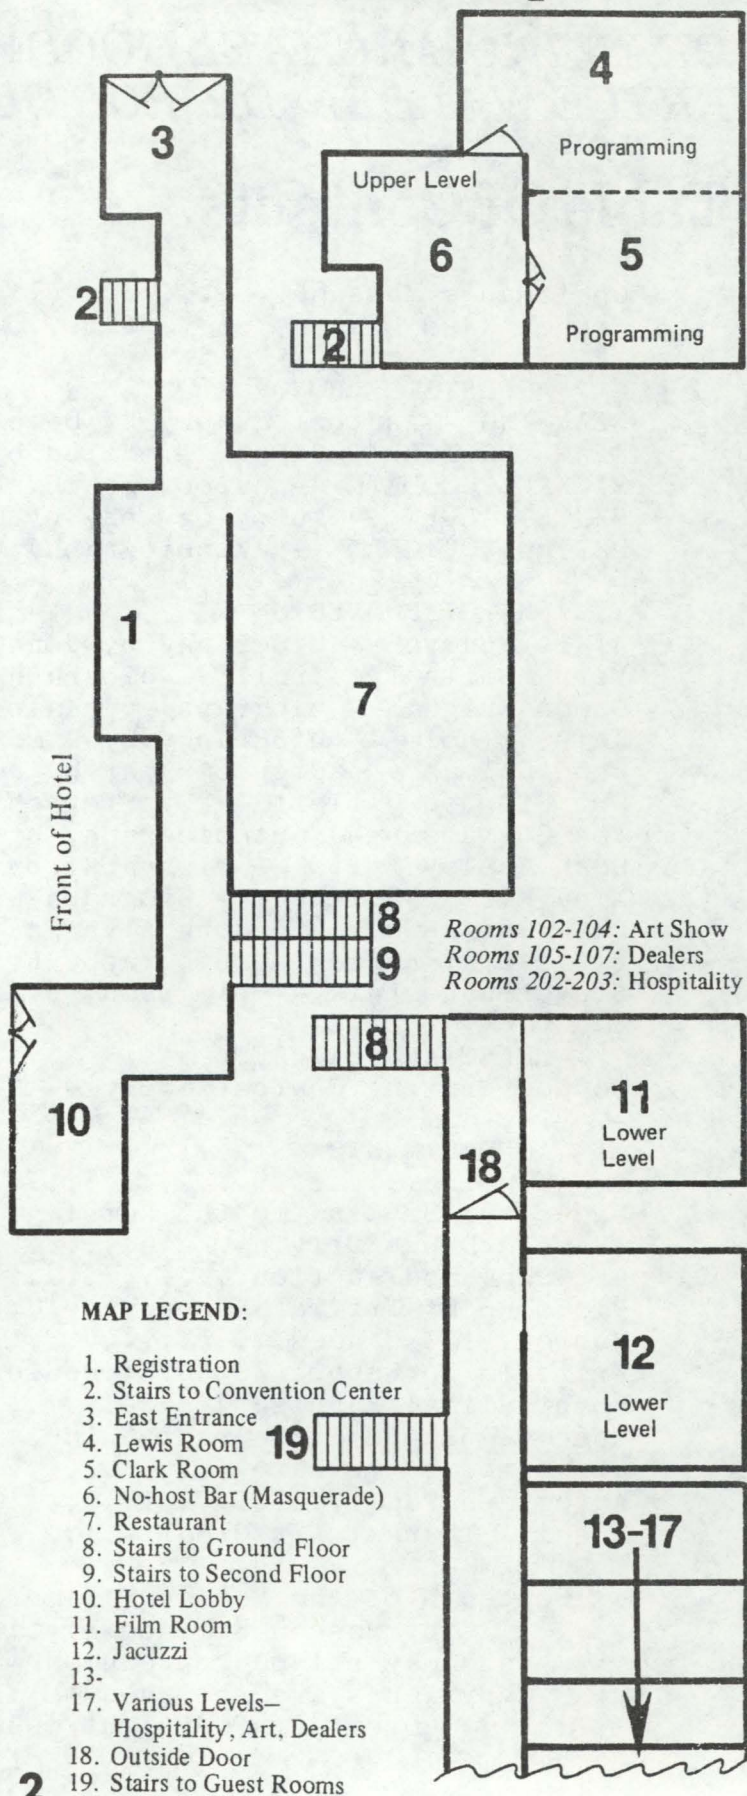 4
Programming
3
Upper Level
6
5
2
2
Programming
1
7
Front of Hotel
8
9
Rooms 102-104: Art Show
Rooms 105-107: Dealers
Rooms 202-203: Hospitality
8
10
11
Lower
Level
18
12
Lower
Level
19
13-17
MAP LEGEND:
1. Registration
2. Stairs to Convention Center
3. East Entrance
4. Lewis Room
5. Clark Room
6. No-host Bar (Masquerade)
7. Restaurant
8. Stairs to Ground Floor
9. Stairs to Second Floor
10. Hotel Lobby
11. Film Room
12. Jacuzzi
13-
17. Various Levels—
Hospitality, Art, Dealers
18. Outside Door
19. Stairs to Guest Rooms
2